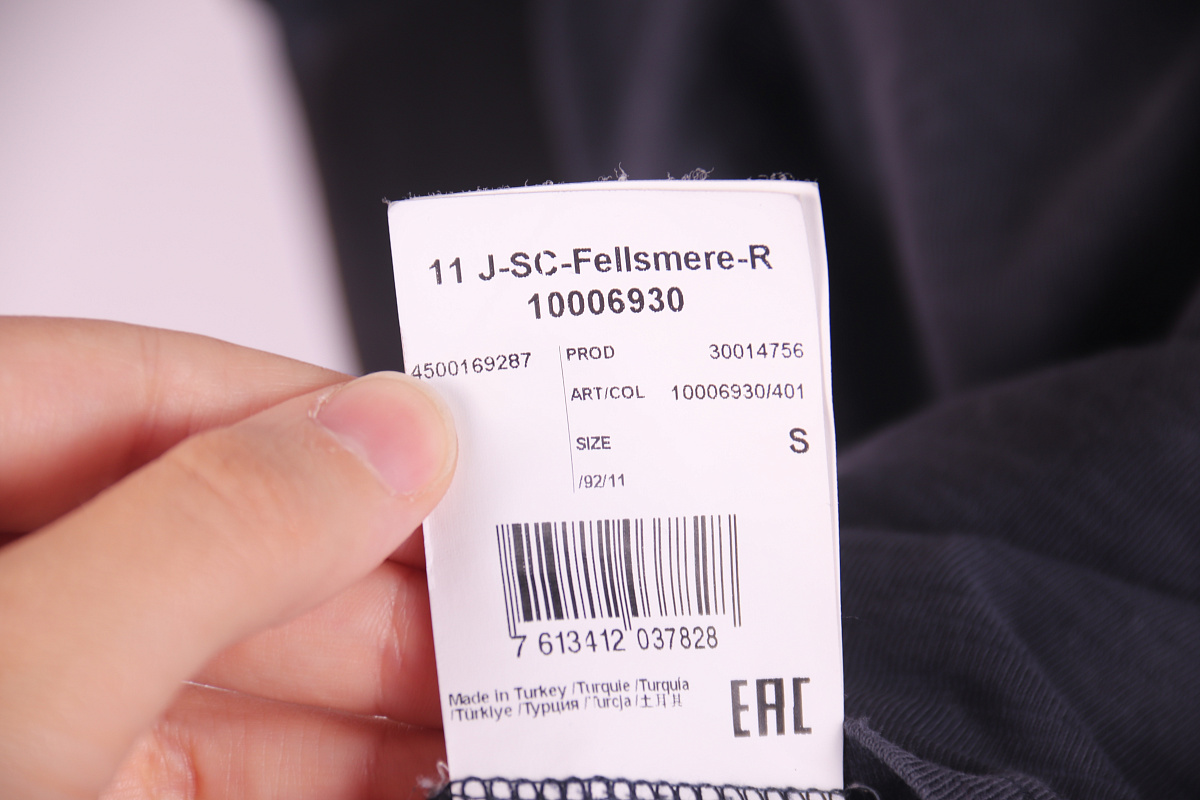 11 J-SC-Fellsmere-R
10006930
4500169287
PROD 30014756
ART/COL 10006930/401
SIZE S
/92/11
7 613412 037828
Made in Turkey /Turquie /Turquia
/Türkiye /Турция /Turcja /土耳其
EAC